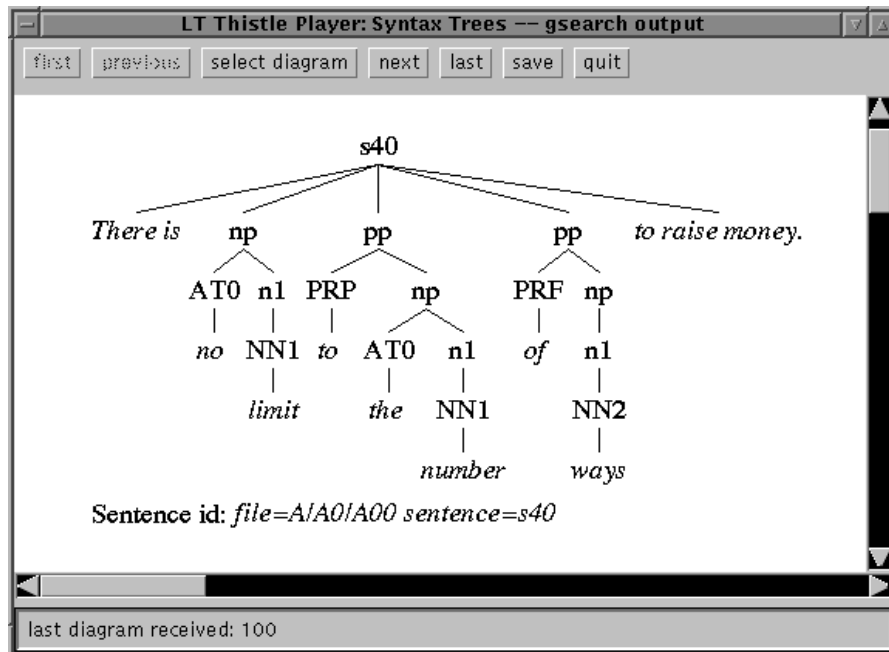 LT Thistle Player: Syntax Trees –– gsearch output
first previous select diagram next last save quit
s40
There is np pp pp to raise money.
AT0 n1 PRP np PRF np
no NN1 to AT0 n1 of n1
limit the NN1 NN2
number ways
Sentence id: file=A/A0/A00 sentence=s40
last diagram received: 100